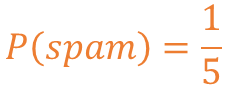 P(spam) = 1/5